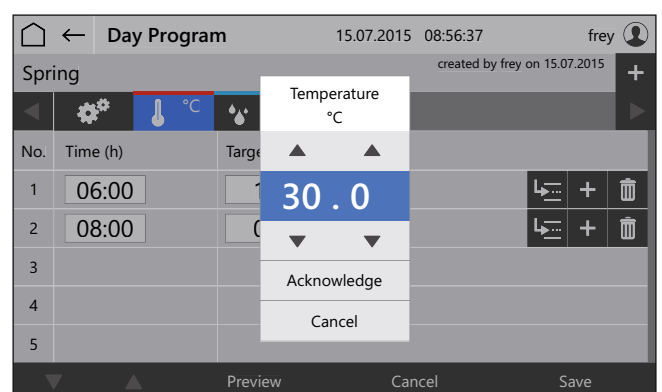 Day Program 15.07.2015 08:56:37 frey
Spring created by frey on 15.07.2015 +
°C
Temperature
°C
No. Time (h)
30 . 0
1 06:00 +
2 08:00 +
3
Acknowledge
4
Cancel
5
Preview Cancel Save